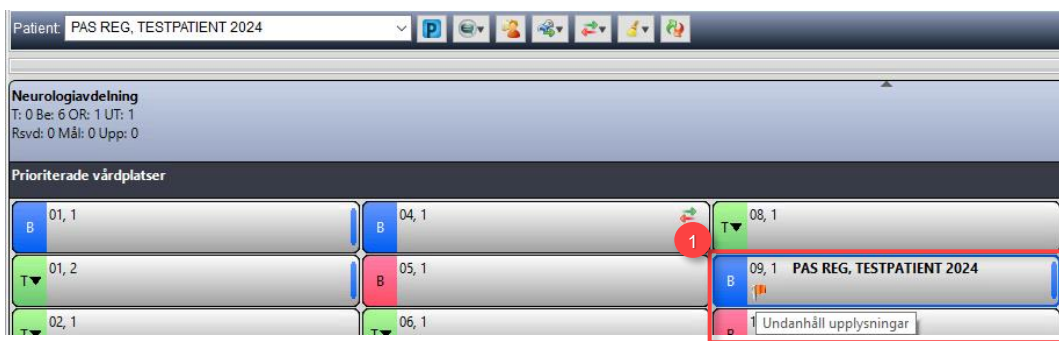 Patient: PAS REG, TESTPATIENT 2024
P
Neurologiavdelning
T: 0 Be: 6 OR: 1 UT: 1
Rsvd: 0 Mål: 0 Upp: 0
Prioriterade vårdplatser
B 01, 1
B 04, 1
1
T 08, 1
T 01, 2
B 05, 1
B 09, 1 PAS REG, TESTPATIENT 2024
T 02, 1
T 06, 1
B 1
Undanhåll upplysningar